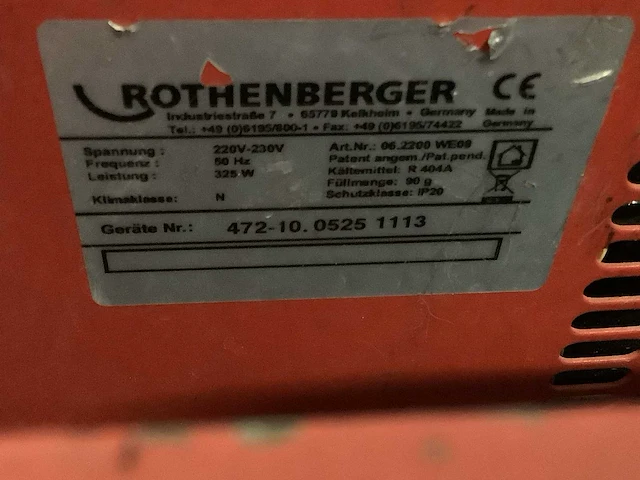 ROTHENBERGER CE
Industriestraße 7 • 65779 Kelkheim • Germany
Tel.: +49 (0)6195/800-1 • Fax: +49 (0)6195/74422
Made in
Germany
Spannung : 220V-230V
Frequenz : 50 Hz
Leistung : 325 W
Klimaklasse: N
Art.Nr.: 06.2200 WE09
Patent angem./Pat.pend.
Kältemittel: R 404A
Füllmenge: 90 g
Schutzklasse: IP20
Geräte Nr.: 472-10. 0525 1113